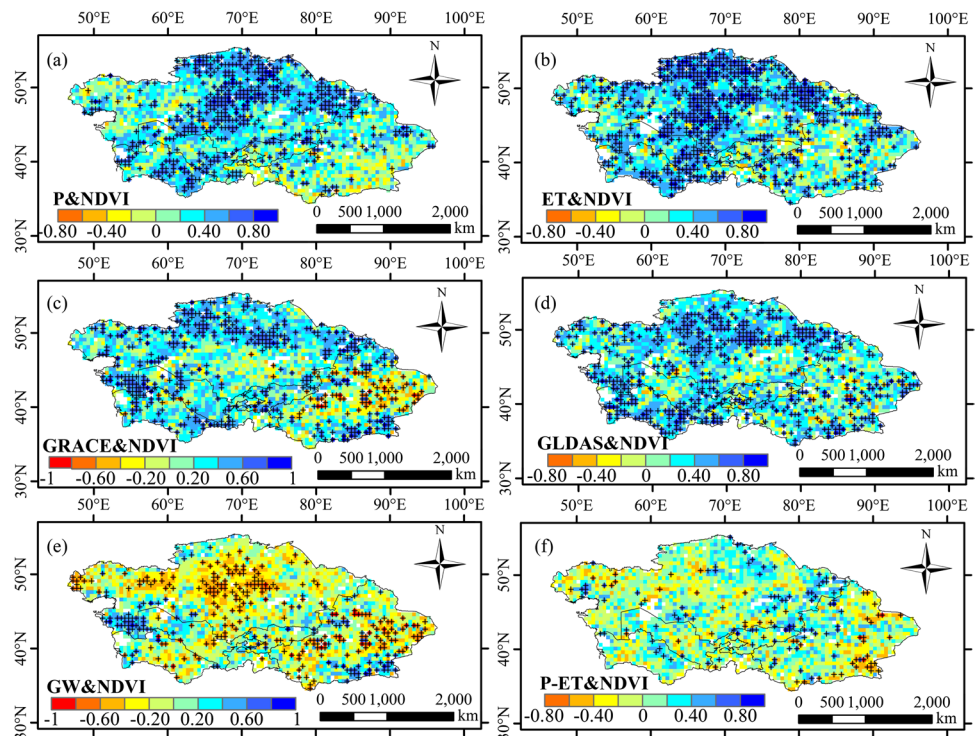 50°E 60°E 70°E 80°E 90°E 100°E 50°E 60°E 70°E 80°E 90°E 100°E
(a) N (b) N
50°N 50°N
40°N 40°N
P&NDVI ET&NDVI
0 500 1,000 2,000 0 500 1,000 2,000
km km
-0.80 -0.40 0 0.40 0.80 -0.80 -0.40 0 0.40 0.80
30°N 30°N
50°E 60°E 70°E 80°E 90°E 100°E 50°E 60°E 70°E 80°E 90°E 100°E
(c) N (d) N
50°N 50°N
40°N 40°N
GRACE&NDVI GLDAS&NDVI
0 500 1,000 2,000 0 500 1,000 2,000
km km
-1 -0.60 -0.20 0.20 0.60 1 -0.80 -0.40 0 0.40 0.80
30°N 30°N
50°E 60°E 70°E 80°E 90°E 100°E 50°E 60°E 70°E 80°E 90°E 100°E
(e) N (f) N
50°N 50°N
40°N 40°N
GW&NDVI P-ET&NDVI
0 500 1,000 2,000 0 500 1,000 2,000
km km
-1 -0.60 -0.20 0.20 0.60 1 -0.80 -0.40 0 0.40 0.80
30°N 30°N